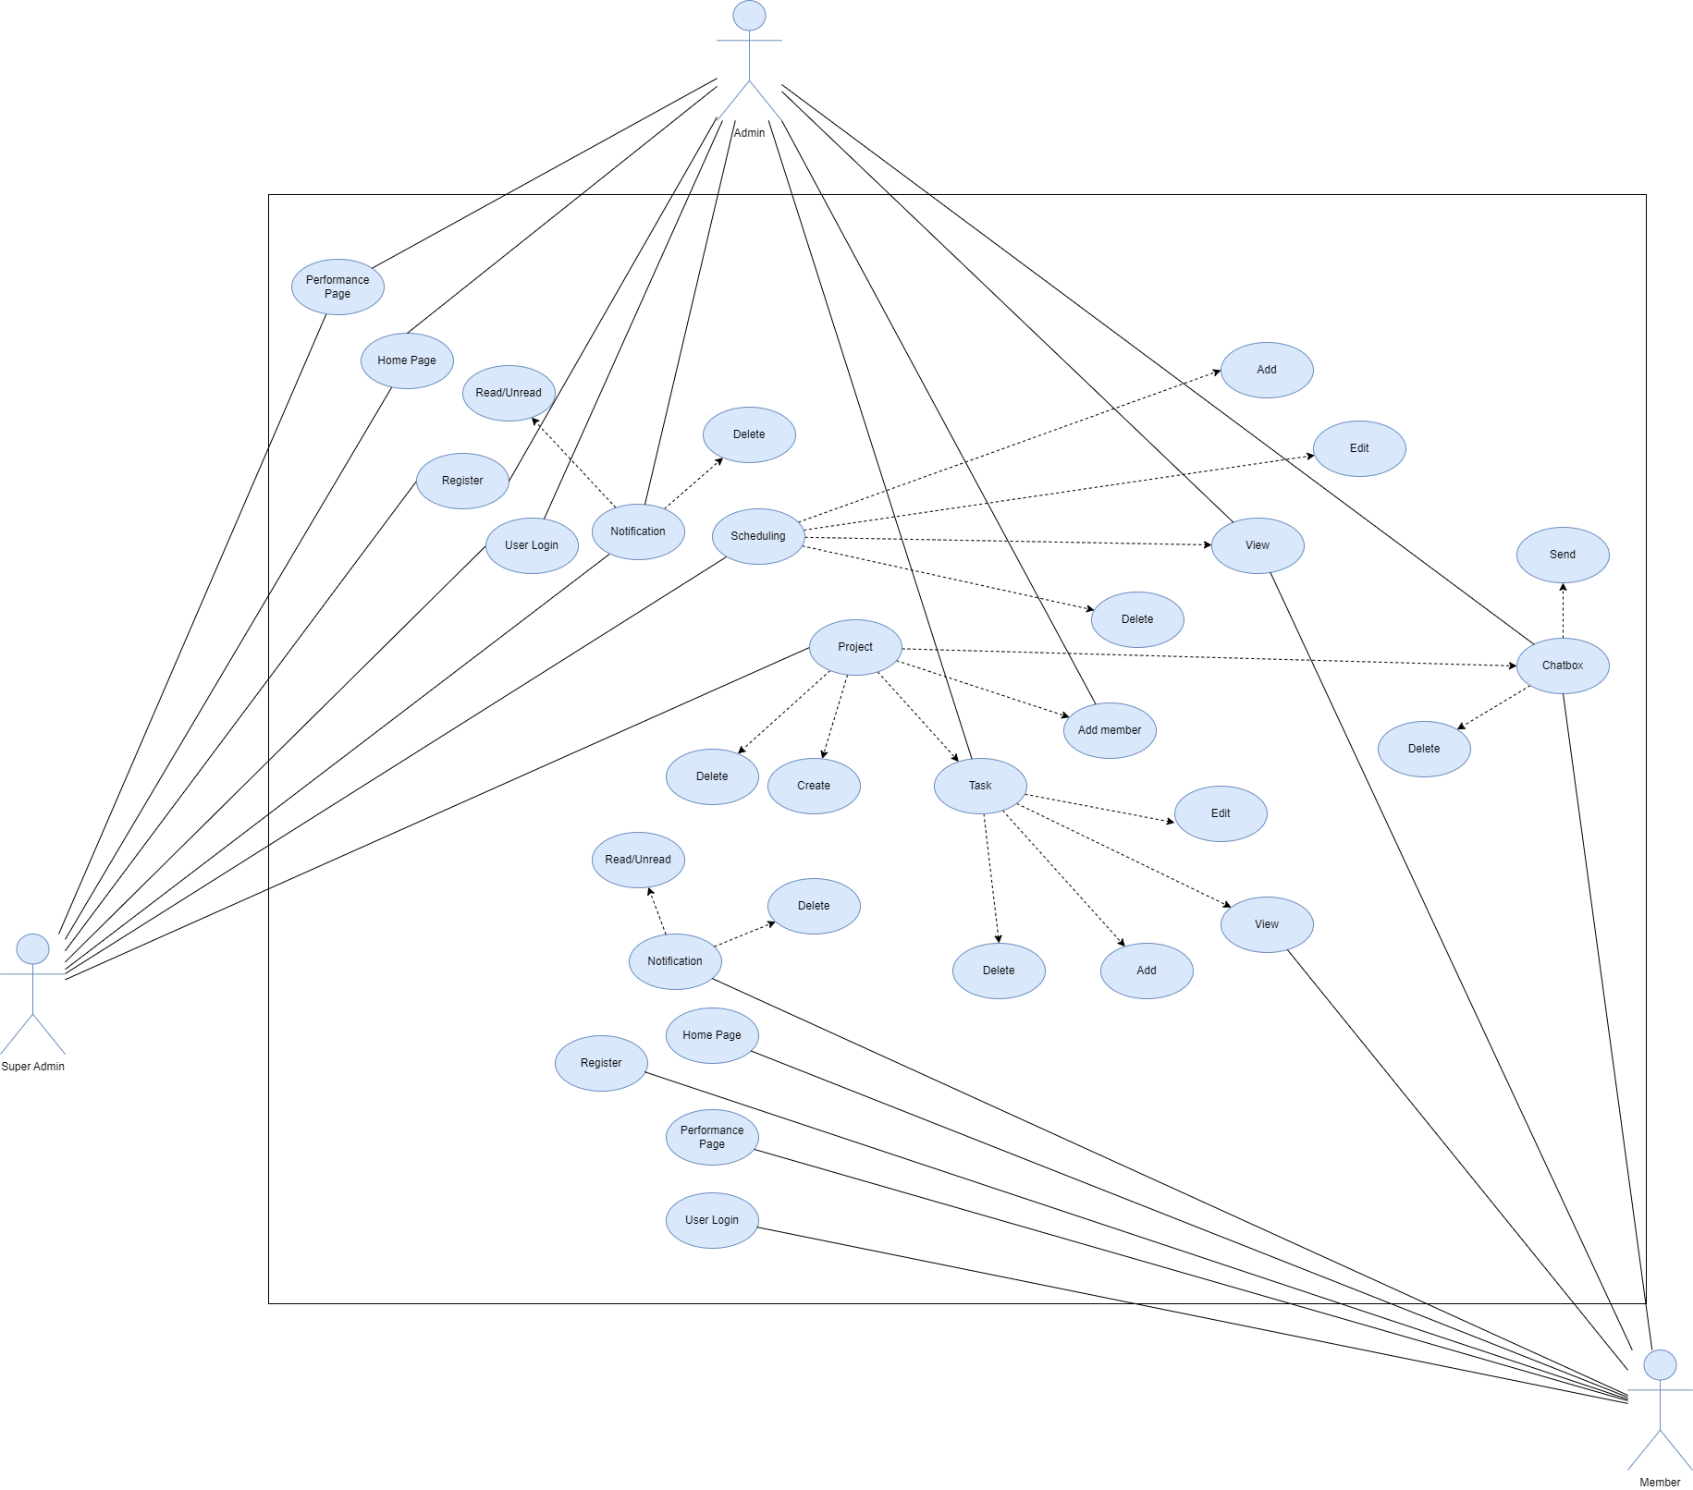 Admin
Performance
Page
Home Page
Add
Read/Unread
Delete
Edit
Register
Notification
Scheduling
User Login
View
Send
Delete
Project
Chatbox
Add member
Delete
Delete
Create
Task
Edit
Read/Unread
Delete
View
Notification
Delete
Add
Home Page
Register
Super Admin
Performance
Page
User Login
Member